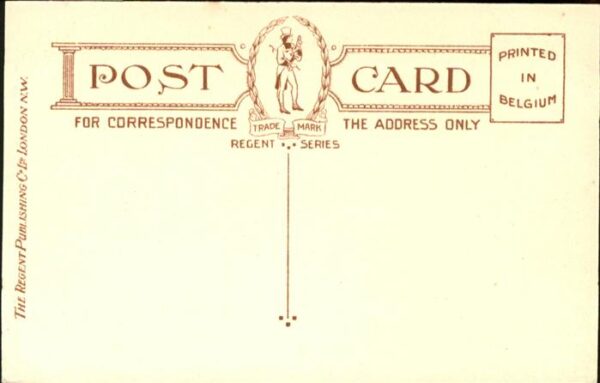 POST CARD
PRINTED
IN
BELGIUM
FOR CORRESPONDENCE
TRADE MARK
THE ADDRESS ONLY
REGENT SERIES
THE REGENT PUBLISHING Co LD LONDON N.W.